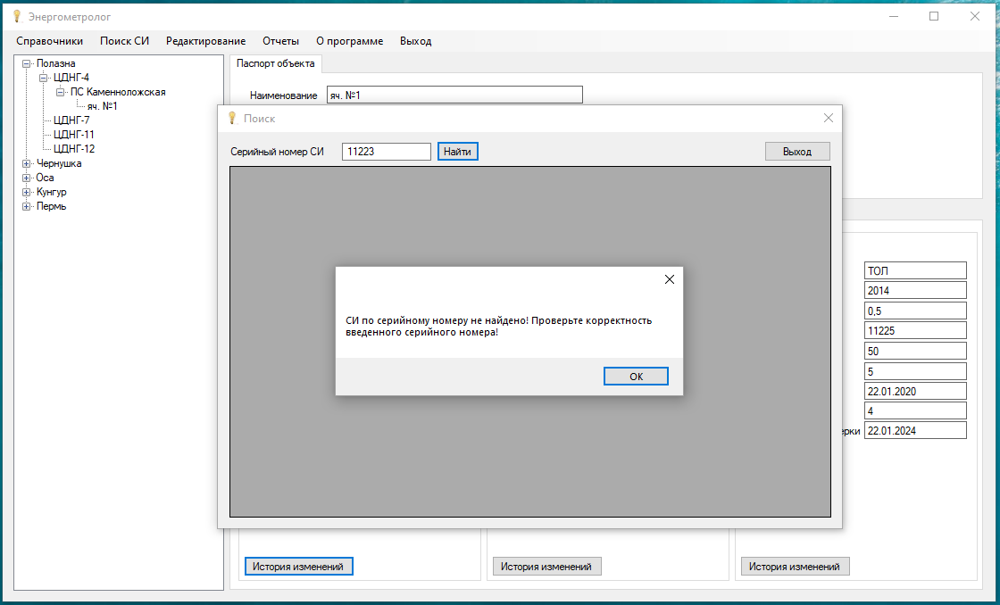 Энергометролог
Справочники Поиск СИ Редактирование Отчеты О программе Выход
Полазна
ЦДНГ-4
ПС Каменноложская
яч. №1
ЦДНГ-7
ЦДНГ-11
ЦДНГ-12
Чернушка
Оса
Кунгур
Пермь
Паспорт объекта
Наименование яч. №1
Поиск
Серийный номер СИ 11223 Найти Выход
СИ по серийному номеру не найдено! Проверьте корректность
введенного серийного номера!
ОК
ТОЛ
2014
0,5
11225
50
5
22.01.2020
4
ерки 22.01.2024
История изменений История изменений История изменений